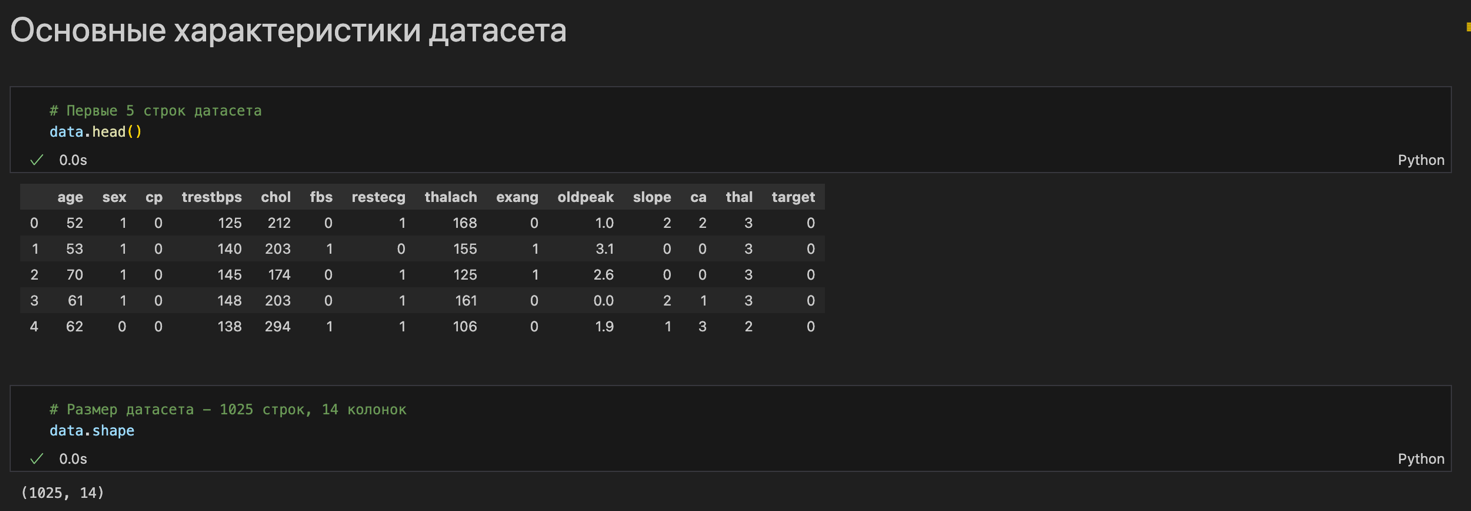 Основные характеристики датасета
# Первые 5 строк датасета
data.head()
0.0s
Python
age sex cp trestbps chol fbs restecg thalach exang oldpeak slope ca thal target
0 52 1 0 125 212 0 1 168 0 1.0 2 2 3 0
1 53 1 0 140 203 1 0 155 1 3.1 0 0 3 0
2 70 1 0 145 174 0 1 125 1 2.6 0 0 3 0
3 61 1 0 148 203 0 1 161 0 0.0 2 1 3 0
4 62 0 0 138 294 1 1 106 0 1.9 1 3 2 0
# Размер датасета – 1025 строк, 14 колонок
data.shape
0.0s
Python
(1025, 14)